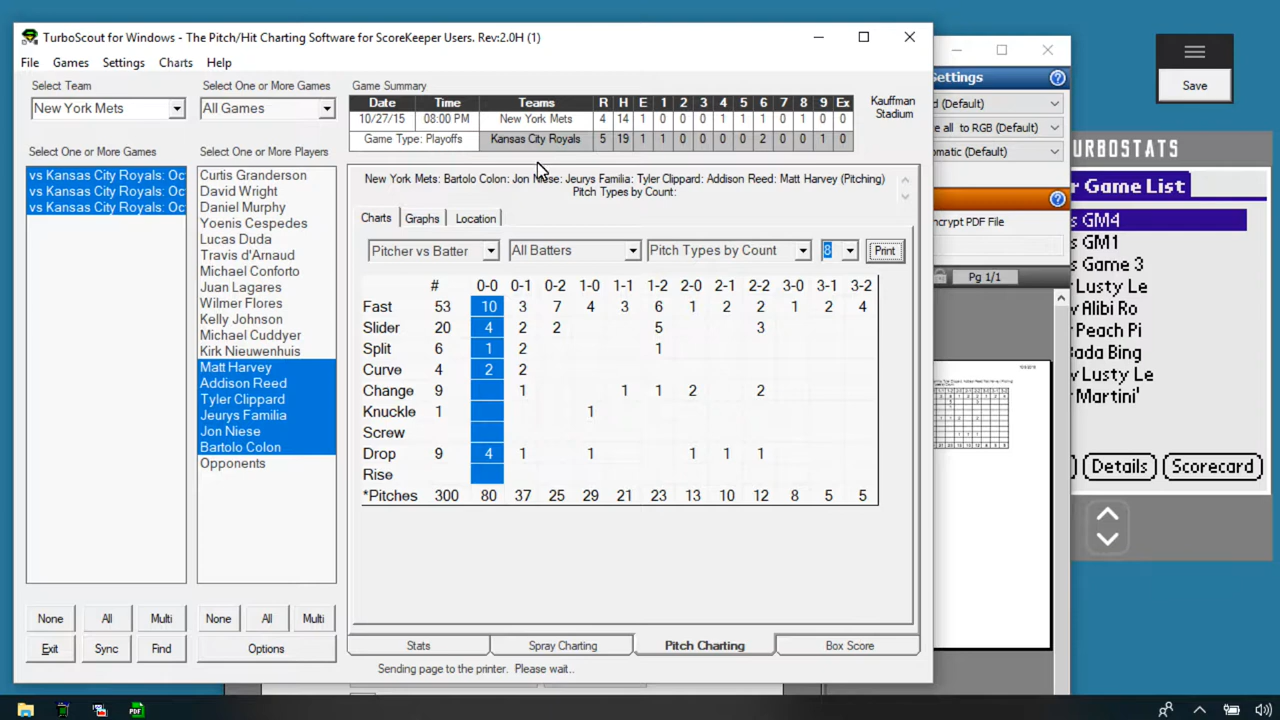 TurboScout for Windows - The Pitch/Hit Charting Software for ScoreKeeper Users. Rev:2.0H (1)
File Games Settings Charts Help
Select Team
New York Mets
Select One or More Games
All Games
Select One or More Games
vs Kansas City Royals: Oc
vs Kansas City Royals: Oc
vs Kansas City Royals: Oc
Select One or More Players
Curtis Granderson
David Wright
Daniel Murphy
Yoenis Cespedes
Lucas Duda
Travis d'Arnaud
Michael Conforto
Juan Lagares
Wilmer Flores
Kelly Johnson
Michael Cuddyer
Kirk Nieuwenhuis
Matt Harvey
Addison Reed
Tyler Clippard
Jeurys Familia
Jon Niese
Bartolo Colon
Opponents
None All Multi
None All Multi
Exit Sync Find
Options
Game Summary
Date Time Teams R H E 1 2 3 4 5 6 7 8 9 Ex
10/27/15 08:00 PM New York Mets 4 11 1 0 0 0 1 1 1 0 1 0 0
Game Type: Playoffs Kansas City Royals 5 19 1 1 0 0 0 0 2 0 0 1 0
Kauffman
Stadium
New York Mets: Bartolo Colon: Jon Niese: Jeurys Familia: Tyler Clippard: Addison Reed: Matt Harvey (Pitching)
Pitch Types by Count:
Charts Graphs Location
Pitcher vs Batter All Batters Pitch Types by Count 8 Print
# 0-0 0-1 0-2 1-0 1-1 1-2 2-0 2-1 2-2 3-0 3-1 3-2
Fast 53 10 3 7 4 3 6 1 2 2 1 2 4
Slider 20 4 2 2 5 3
Split 6 1 2 1
Curve 4 2 2
Change 9 1 1 1 2 2
Knuckle 1 1
Screw
Drop 9 4 1 1 1 1 1
Rise
*Pitches 300 80 37 25 29 21 23 13 10 12 8 5 5
Stats Spray Charting Pitch Charting Box Score
Sending page to the printer. Please wait..
ettings
d (Default)
e all to RGB (Default)
omatic (Default)
ncrypt PDF File
Pg 1/1
Save
URBOSTATS
r Game List
s GM4
s GM1
s Game 3
y Lusty Le
v Alibi Ro
Peach Pi
ada Bing
y Lusty Le
Martini'
Details Scorecard
PDF